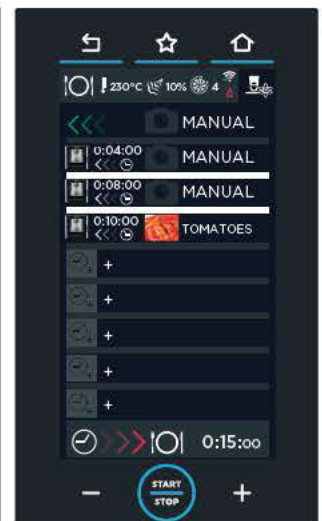 230°C 10% 4
MANUAL
0:04:00 MANUAL
0:08:00 MANUAL
0:10:00 TOMATOES
+
+
+
+
+
0:15:00
− START STOP +